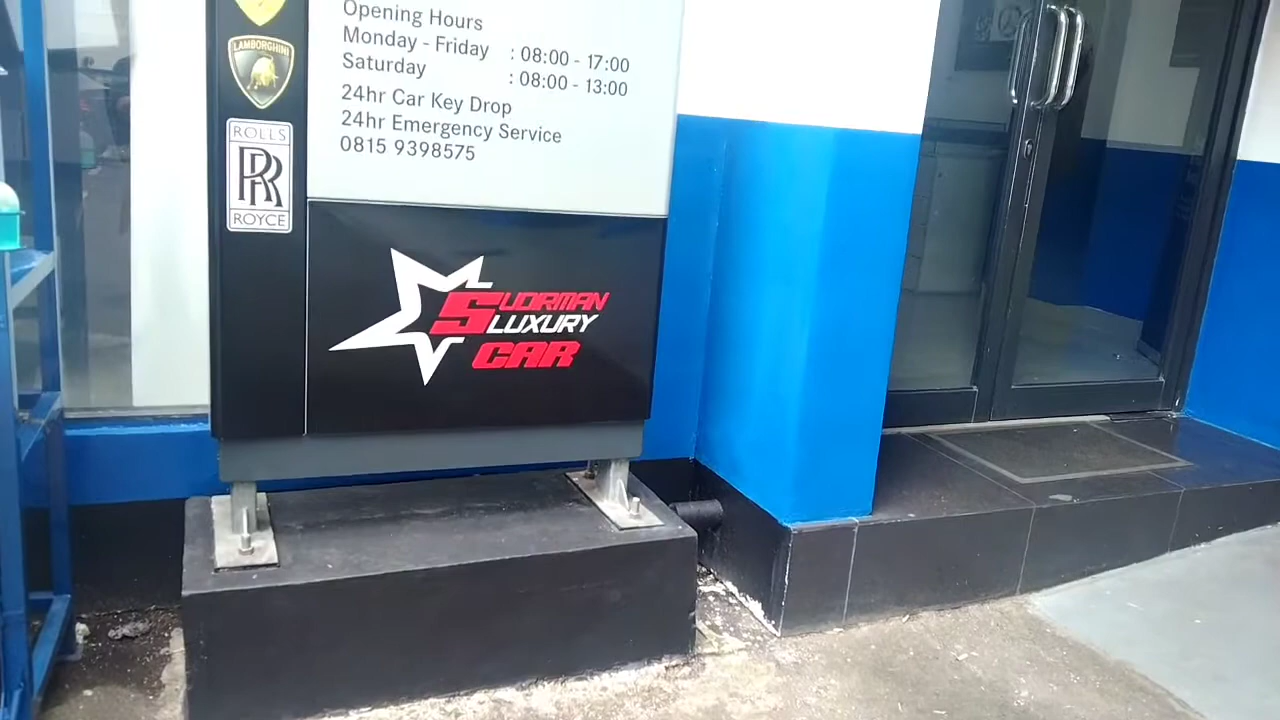 LAMBORGHINI
ROLLS
RR
ROYCE
Opening Hours
Monday - Friday : 08:00 - 17:00
Saturday : 08:00 - 13:00
24hr Car Key Drop
24hr Emergency Service
0815 9398575
SUORMAN
LUXURY
CAR